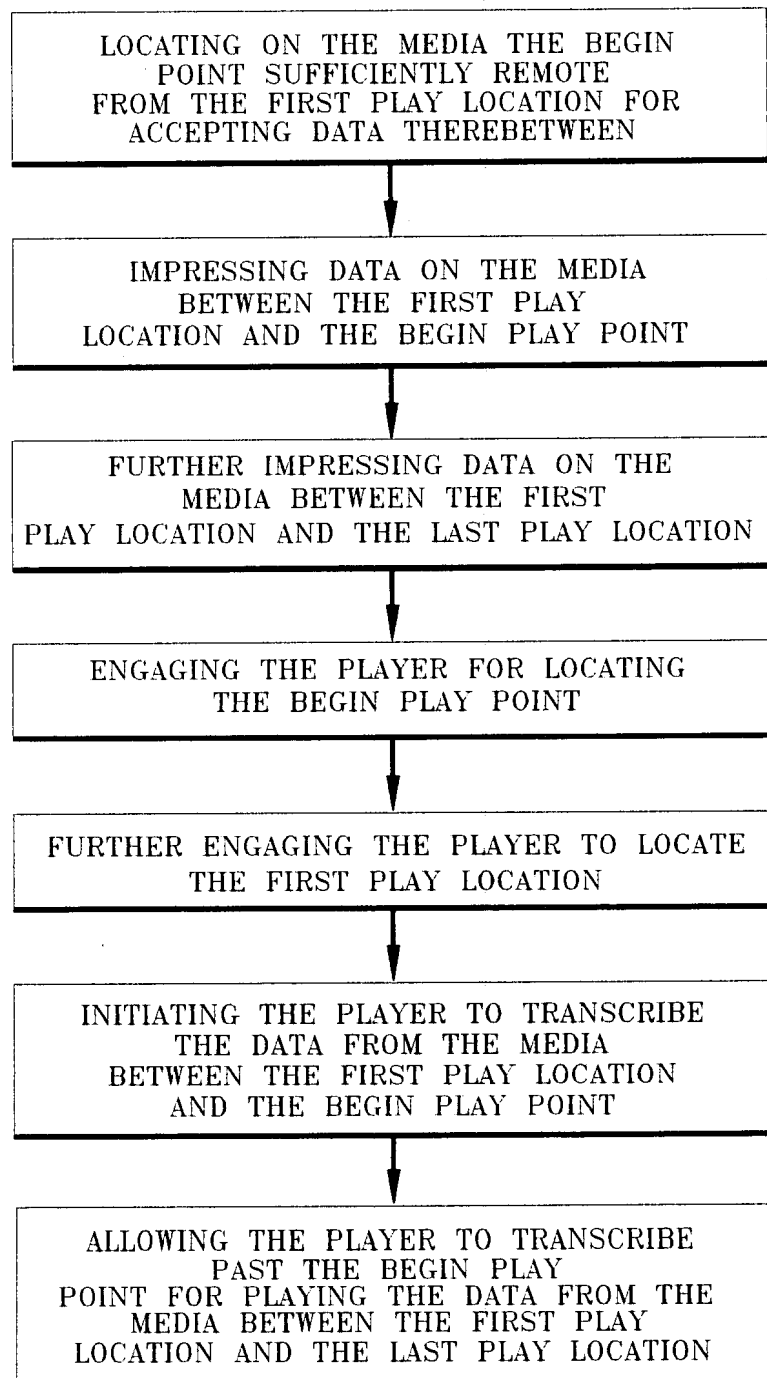 LOCATING ON THE MEDIA THE BEGIN
POINT SUFFICIENTLY REMOTE
FROM THE FIRST PLAY LOCATION FOR
ACCEPTING DATA THEREBETWEEN
IMPRESSING DATA ON THE MEDIA
BETWEEN THE FIRST PLAY
LOCATION AND THE BEGIN PLAY POINT
FURTHER IMPRESSING DATA ON THE
MEDIA BETWEEN THE FIRST
PLAY LOCATION AND THE LAST PLAY LOCATION
ENGAGING THE PLAYER FOR LOCATING
THE BEGIN PLAY POINT
FURTHER ENGAGING THE PLAYER TO LOCATE
THE FIRST PLAY LOCATION
INITIATING THE PLAYER TO TRANSCRIBE
THE DATA FROM THE MEDIA
BETWEEN THE FIRST PLAY LOCATION
AND THE BEGIN PLAY POINT
ALLOWING THE PLAYER TO TRANSCRIBE
PAST THE BEGIN PLAY
POINT FOR PLAYING THE DATA FROM THE
MEDIA BETWEEN THE FIRST PLAY
LOCATION AND THE LAST PLAY LOCATION